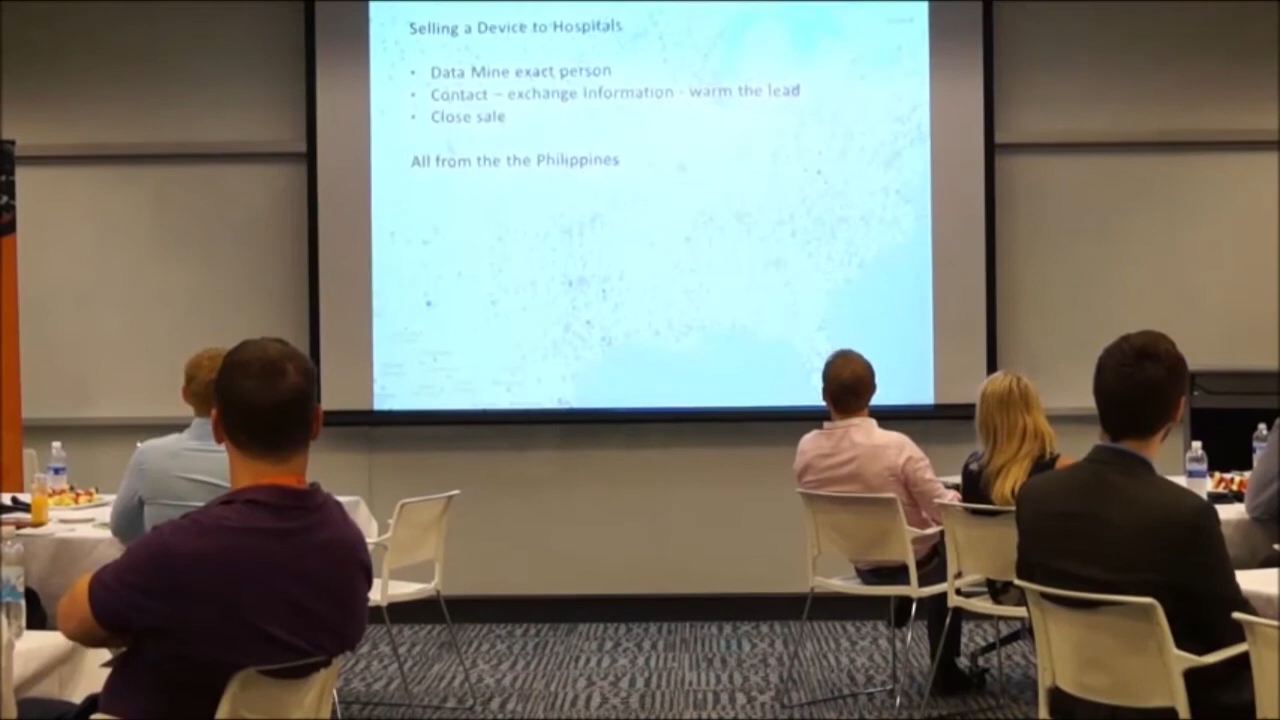 Selling a Device to Hospitals
• Data Mine exact person
• Contact – exchange information - warm the lead
• Close sale
All from the the Philippines